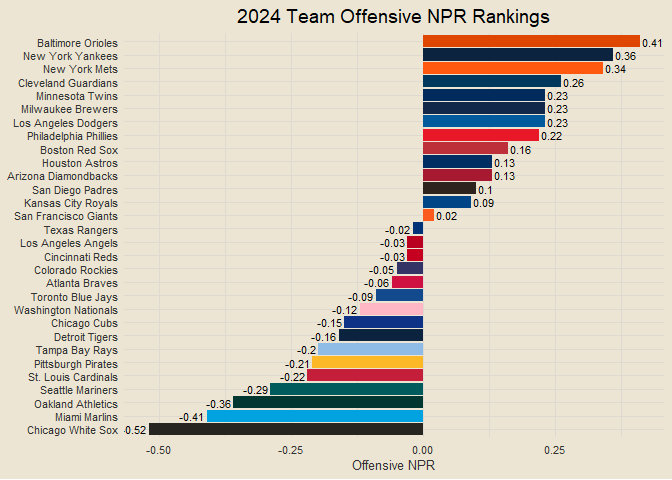 2024 Team Offensive NPR Rankings
Baltimore Orioles 0.41
New York Yankees 0.36
New York Mets 0.34
Cleveland Guardians 0.26
Minnesota Twins 0.23
Milwaukee Brewers 0.23
Los Angeles Dodgers 0.23
Philadelphia Phillies 0.22
Boston Red Sox 0.16
Houston Astros 0.13
Arizona Diamondbacks 0.13
San Diego Padres 0.1
Kansas City Royals 0.09
San Francisco Giants 0.02
Texas Rangers -0.02
Los Angeles Angels -0.03
Cincinnati Reds -0.03
Colorado Rockies -0.05
Atlanta Braves -0.06
Toronto Blue Jays -0.09
Washington Nationals -0.12
Chicago Cubs -0.15
Detroit Tigers -0.16
Tampa Bay Rays -0.2
Pittsburgh Pirates -0.21
St. Louis Cardinals -0.22
Seattle Mariners -0.29
Oakland Athletics -0.36
Miami Marlins -0.41
Chicago White Sox -0.52
-0.50 -0.25 0.00 0.25
Offensive NPR